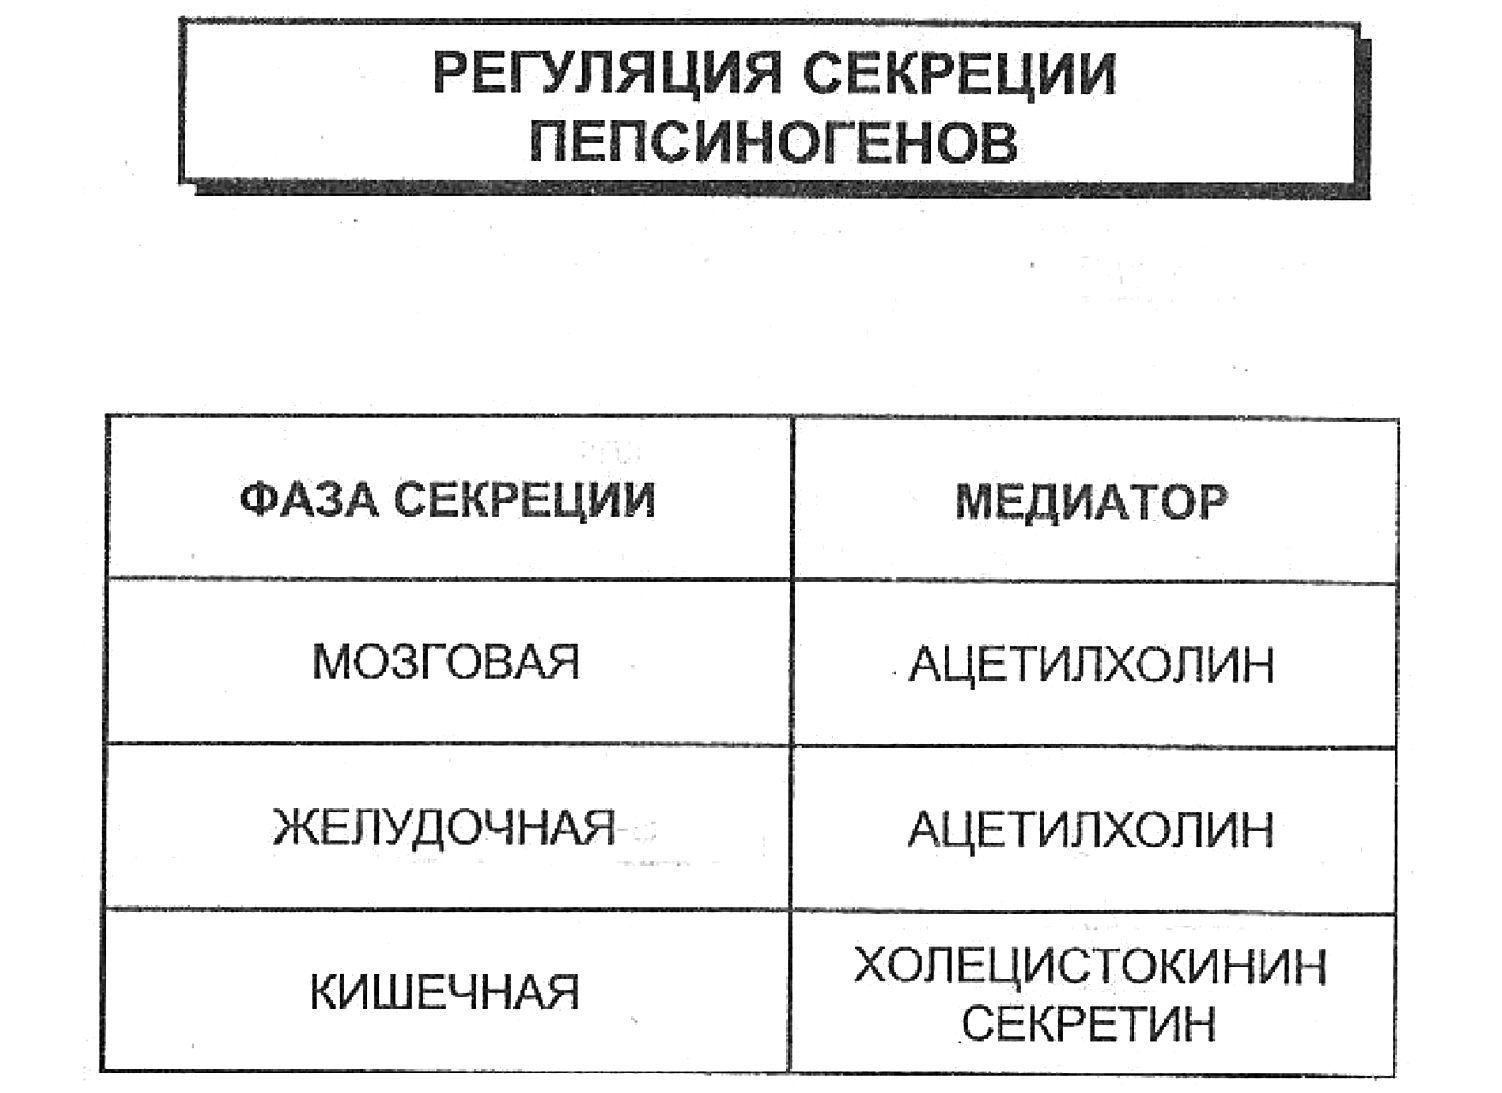 РЕГУЛЯЦИЯ СЕКРЕЦИИ
ПЕПСИНОГЕНОВ
ФАЗА СЕКРЕЦИИ
МЕДИАТОР
МОЗГОВАЯ
АЦЕТИЛХОЛИН
ЖЕЛУДОЧНАЯ
АЦЕТИЛХОЛИН
КИШЕЧНАЯ
ХОЛЕЦИСТОКИНИН
СЕКРЕТИН